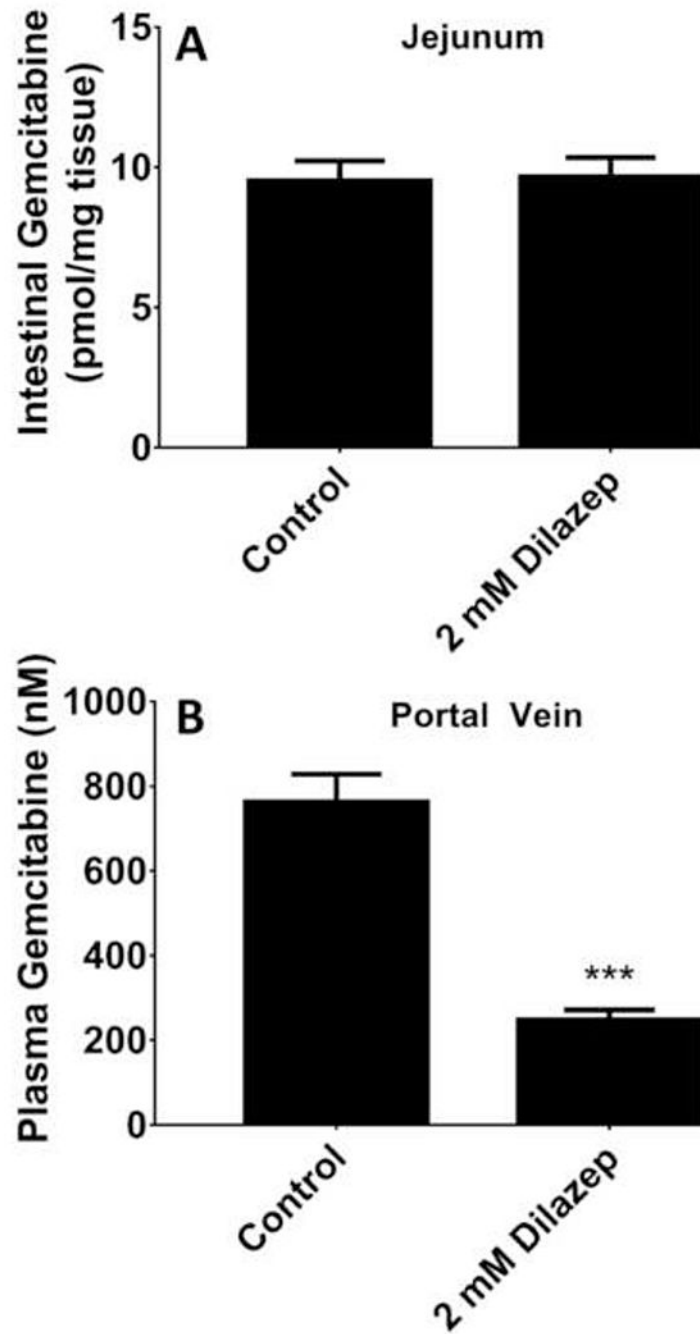 A
Jejunum
Intestinal Gemcitabine
(pmol/mg tissue)
15
10
5
0
Control
2 mM Dilazep
B
Portal Vein
Plasma Gemcitabine (nM)
1000
800
600
400
200
0
***
Control
2 mM Dilazep